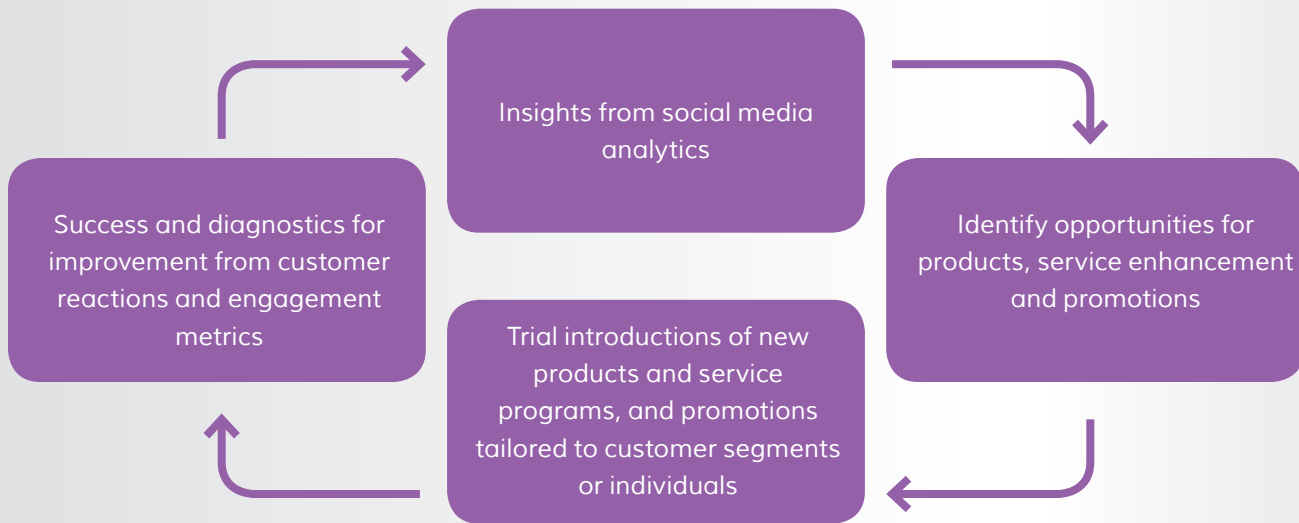 Insights from social media
analytics
Identify opportunities for
products, service enhancement
and promotions
Trial introductions of new
products and service
programs, and promotions
tailored to customer segments
or individuals
Success and diagnostics for
improvement from customer
reactions and engagement
metrics